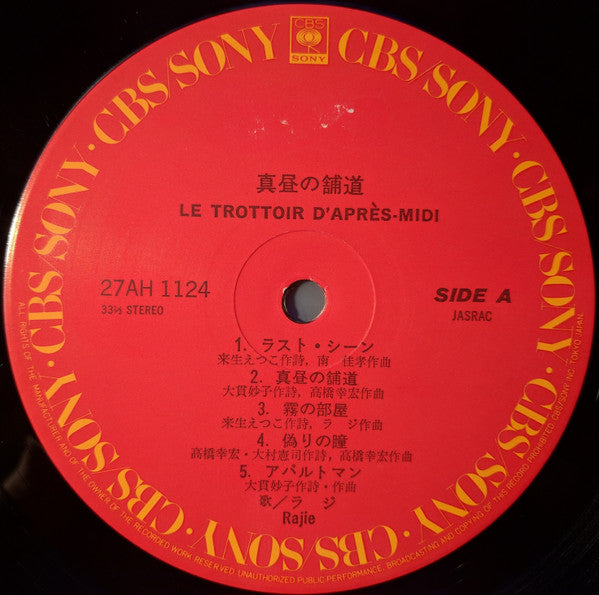 CBS
SONY
CBS/SONY · CBS/SONY · CBS/SONY · CBS/SONY · CBS/SONY · CBS/SONY · CBS/SONY · CBS/SONY
真昼の舗道
LE TROTTOIR D'APRÈS-MIDI
27AH 1124
33⅓ STEREO
SIDE A
JASRAC
1. ラスト・シーン
来生えつこ作詩, 南 佳孝作曲
2. 真昼の舗道
大貫妙子作詩, 高橋幸宏作曲
3. 霧の部屋
来生えつこ作詩, ラ ジ作曲
4. 偽りの瞳
高橋幸宏・大村憲司作詩, 高橋幸宏作曲
5. アパルトマン
大貫妙子作詩・作曲
歌/ラ ジ
Rajie
ALL RIGHTS OF THE MANUFACTURER AND OF THE OWNER OF THE RECORDED WORK RESERVED. UNAUTHORIZED PUBLIC PERFORMANCE, BROADCASTING AND COPYING OF THIS RECORD PROHIBITED. CBS/SONY INC. TOKYO JAPAN.